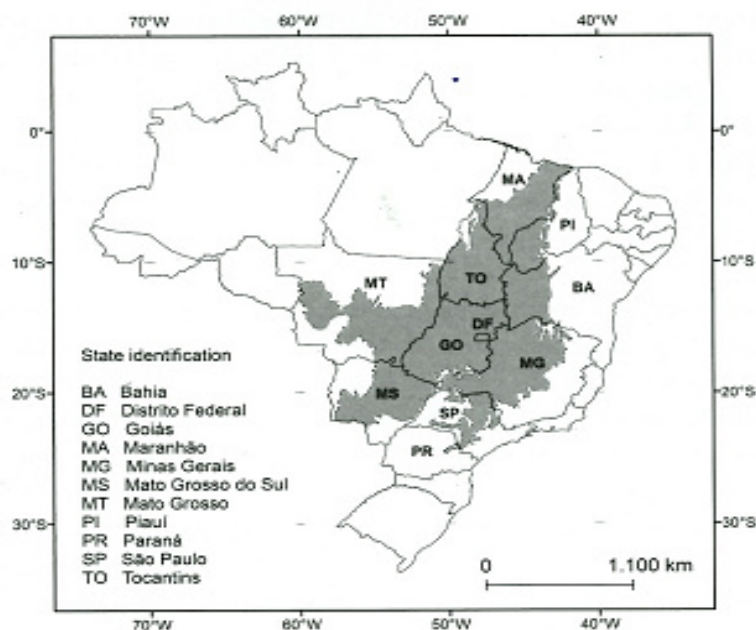 70°W 60°W 50°W 40°W
0° 0°
MA
PI
10°S 10°S
MT TO BA
DF
GO
MG
State identification
20°S MS 20°S
BA Bahia
SP
DF Distrito Federal
GO Goiás
MA Maranhão
PR
MG Minas Gerais
MS Mato Grosso do Sul
MT Mato Grosso
PI Piauí
30°S 30°S
PR Paraná
SP São Paulo
0 1.100 km
TO Tocantins
70°W 60°W 50°W 40°W